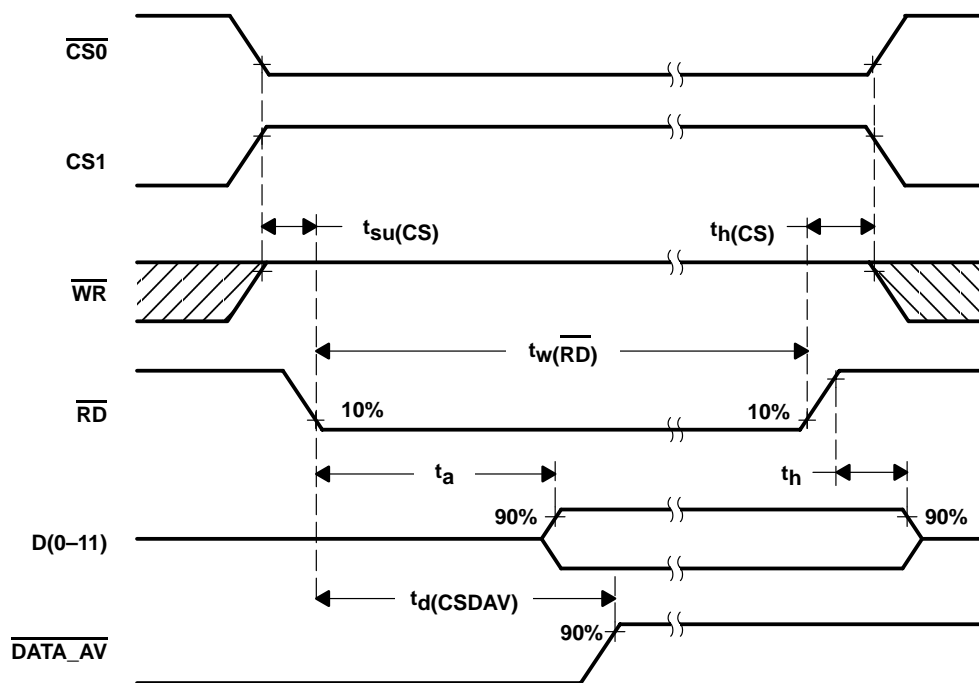 CS0
CS1
tsu(CS)
th(CS)
WR
tw(RD)
RD
10%
10%
ta
th
90%
90%
D(0–11)
td(CSDAV)
90%
DATA_AV